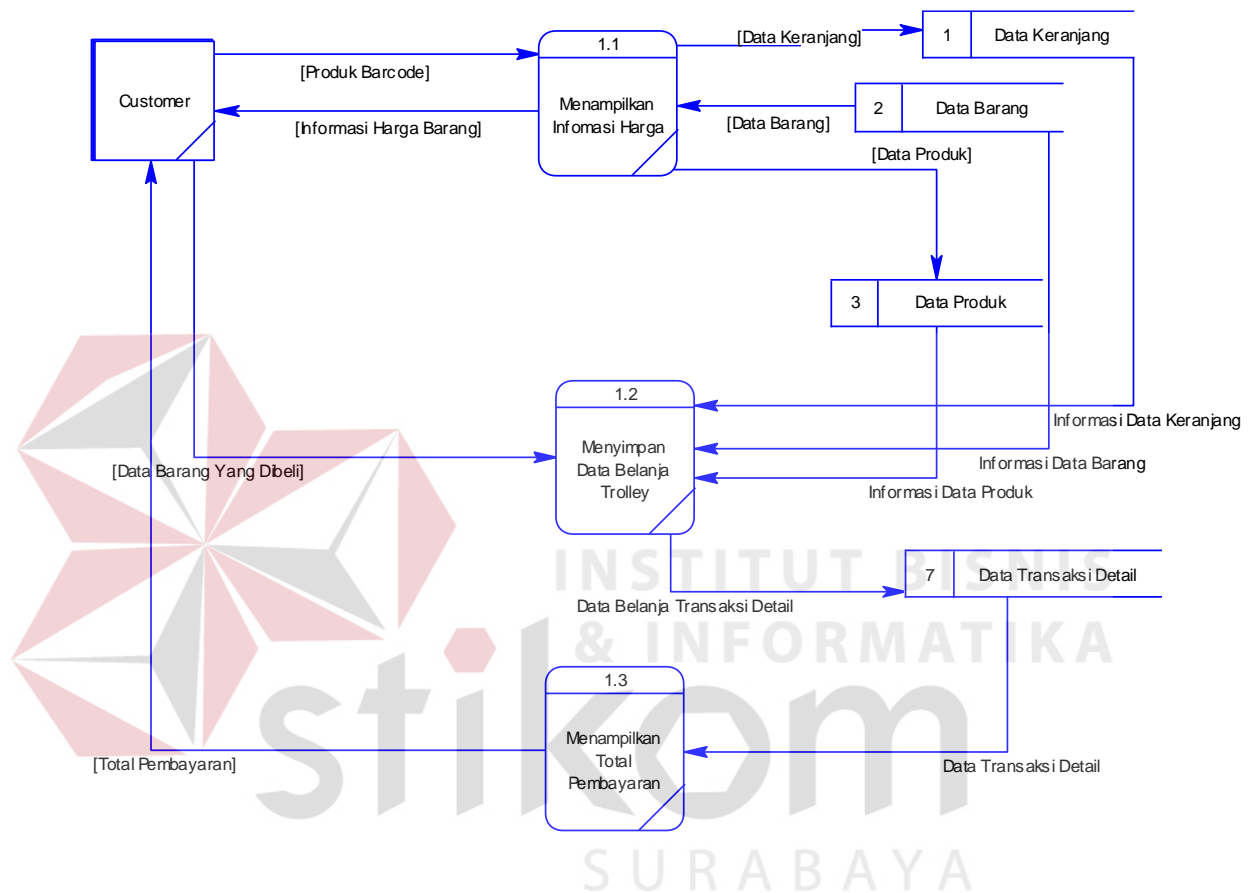 1.1
[Data Keranjang]
1
Data Keranjang
[Produk Barcode]
Customer
Menampilkan
Infomasi Harga
[Informasi Harga Barang]
[Data Barang]
2
Data Barang
[Data Produk]
3
Data Produk
1.2
Informasi Data Keranjang
Menyimpan
Data Belanja
Trolley
[Data Barang Yang Dibeli]
Informasi Data Barang
Informasi Data Produk
INSTITUT BISNIS
7
Data Transaksi Detail
Data Belanja Transaksi Detail
& INFORMATIKA
1.3
stikom
Menampilkan
Total
Pembayaran
[Total Pembayaran]
Data Transaksi Detail
SURABAYA